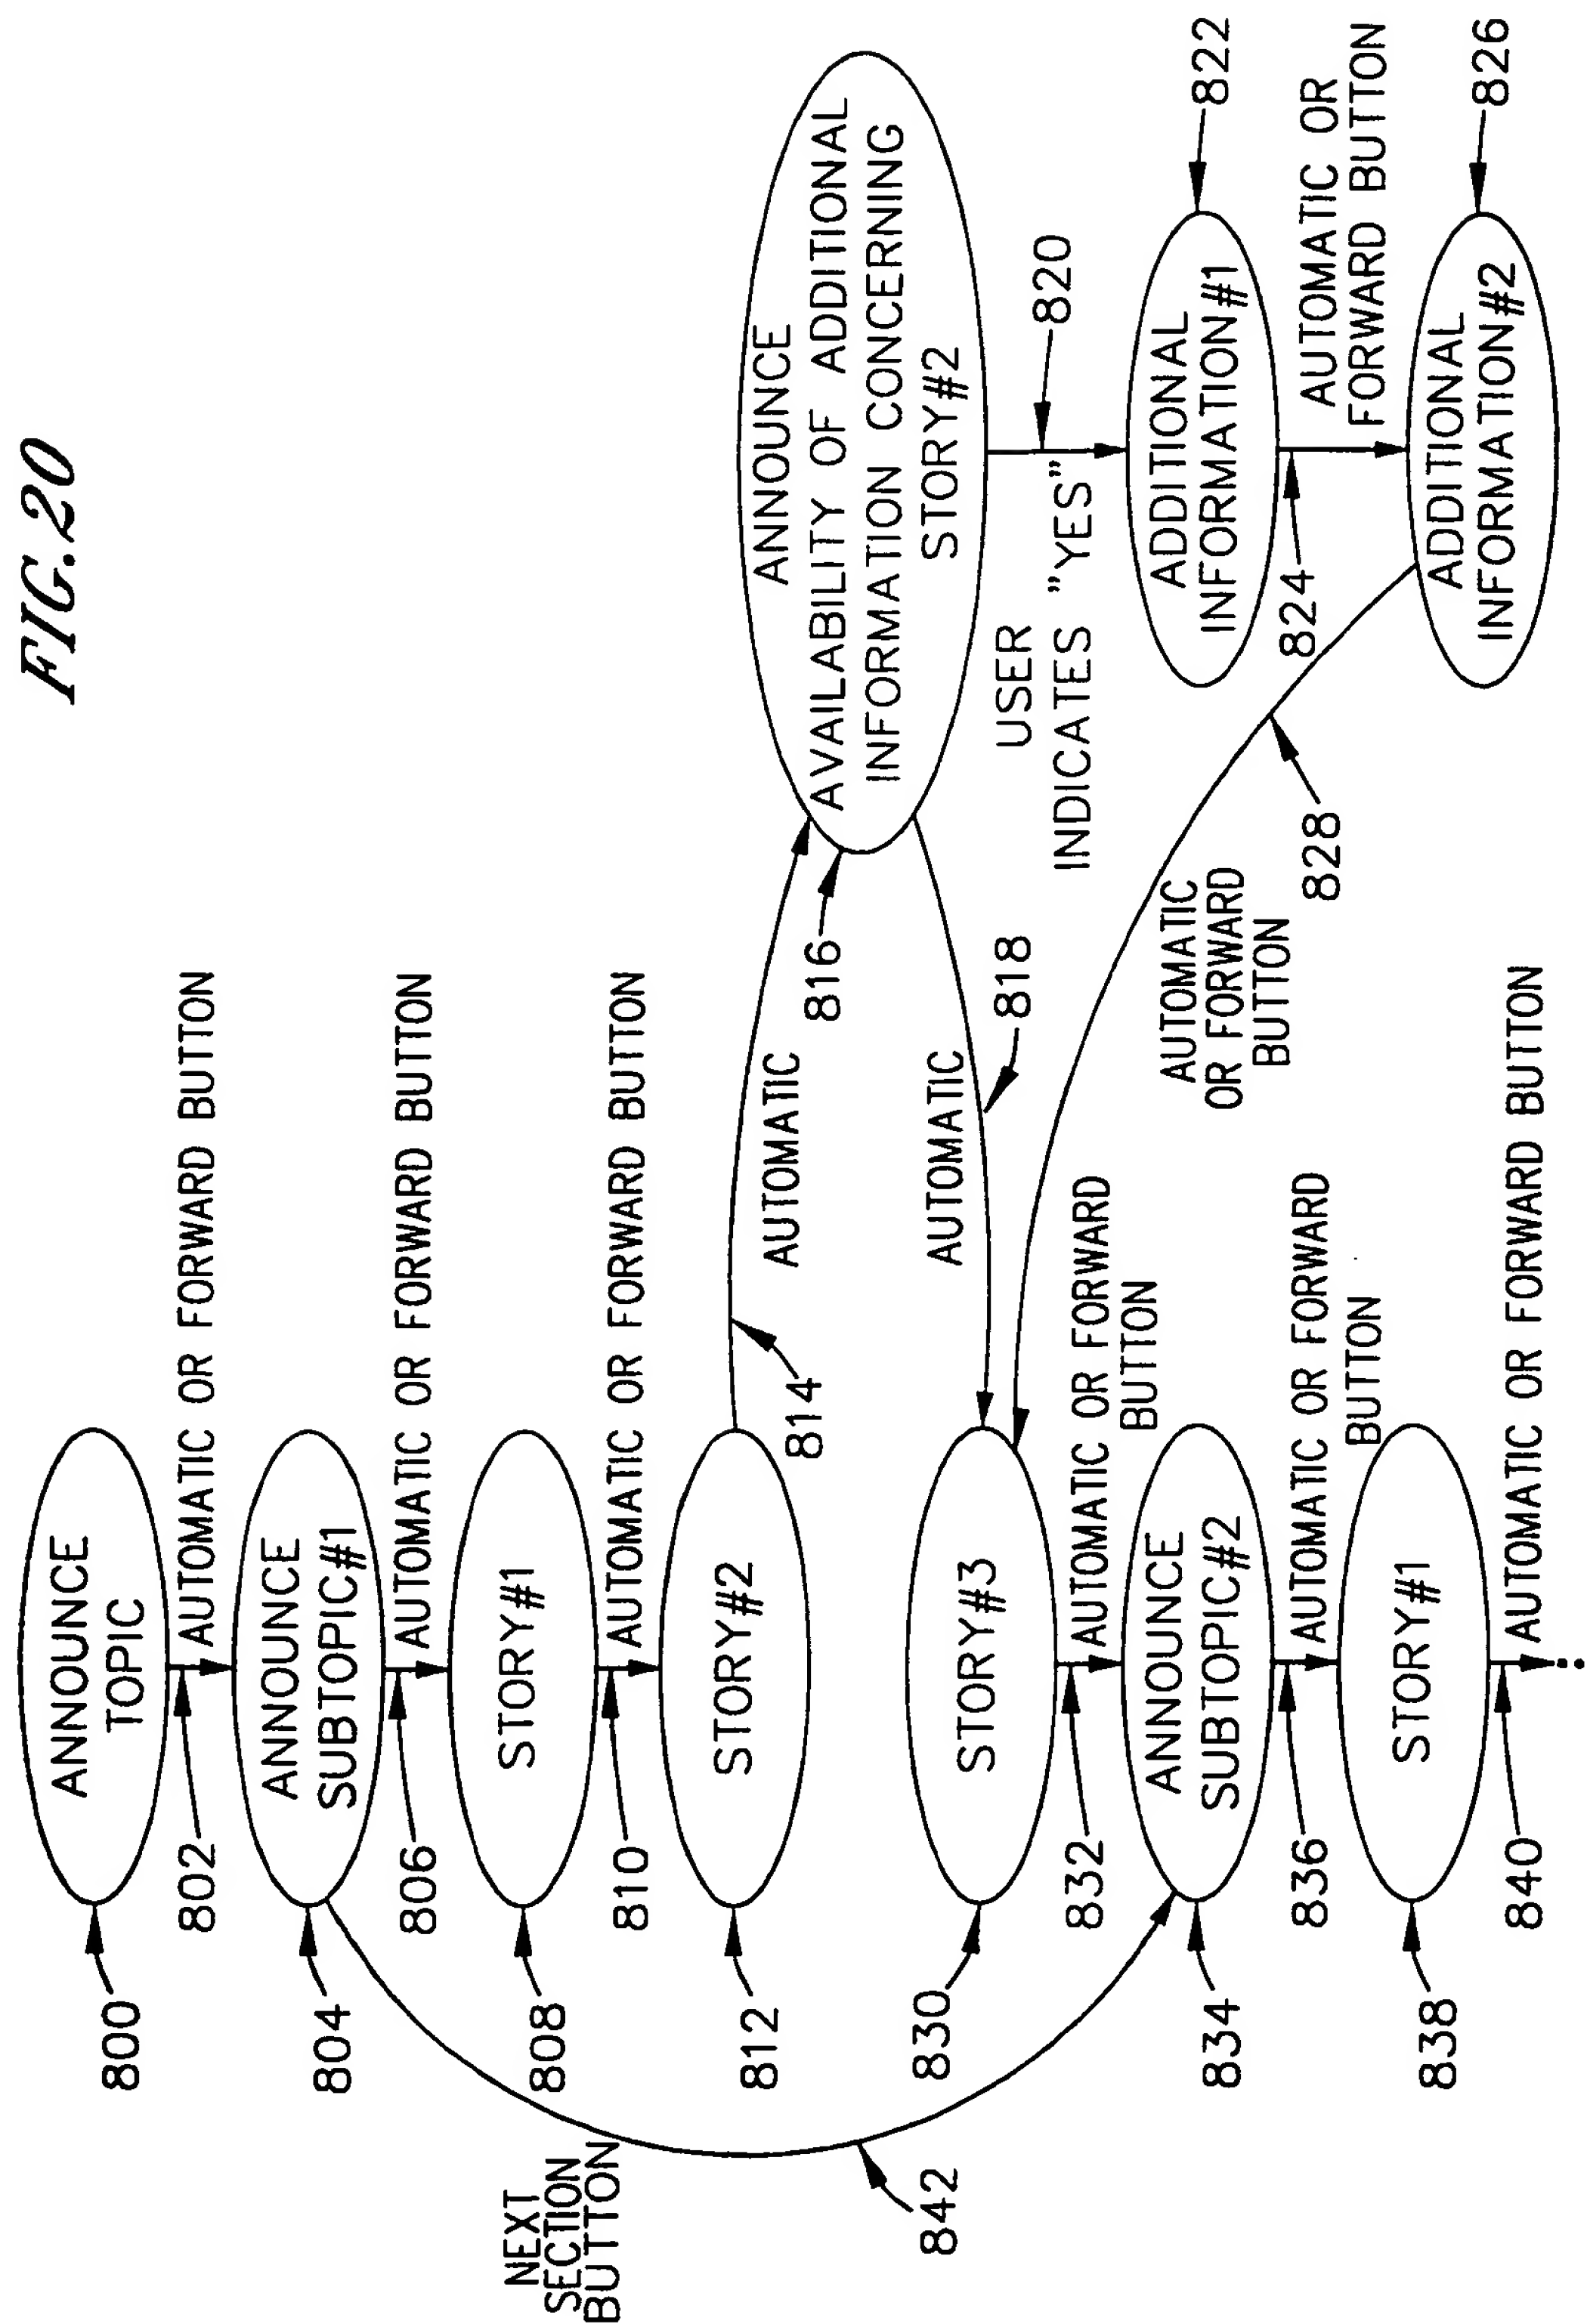 FIG.20
ANNOUNCE
TOPIC
800
802
AUTOMATIC OR FORWARD BUTTON
ANNOUNCE
SUBTOPIC#1
804
806
AUTOMATIC OR FORWARD BUTTON
STORY#1
808
810
AUTOMATIC OR FORWARD BUTTON
STORY#2
812
814
AUTOMATIC
ANNOUNCE
AVAILABILITY OF ADDITIONAL
INFORMATION CONCERNING
STORY#2
816
AUTOMATIC
818
USER
INDICATES "YES"
820
ADDITIONAL
INFORMATION#1
822
824
AUTOMATIC OR
FORWARD BUTTON
ADDITIONAL
INFORMATION#2
826
AUTOMATIC
OR FORWARD
BUTTON
828
STORY#3
830
832
AUTOMATIC OR FORWARD
BUTTON
ANNOUNCE
SUBTOPIC#2
834
836
AUTOMATIC OR FORWARD
BUTTON
STORY#1
838
840
AUTOMATIC OR FORWARD BUTTON
NEXT
SECTION
BUTTON
842